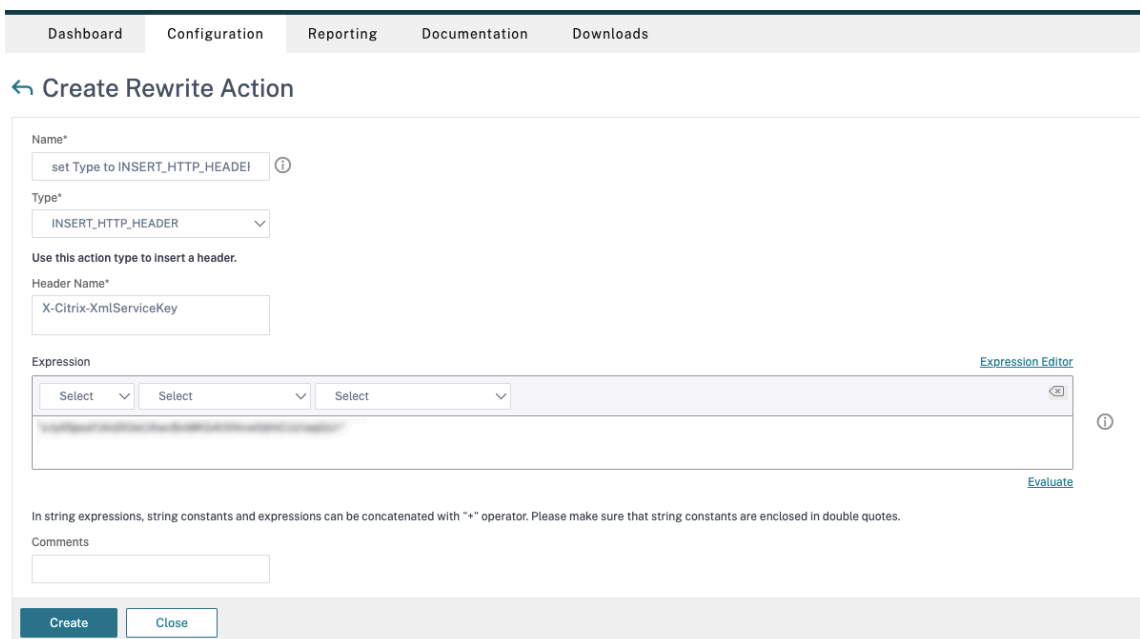 Dashboard Configuration Reporting Documentation Downloads
Create Rewrite Action
Name*
set Type to INSERT_HTTP_HEADER
Type*
INSERT_HTTP_HEADER
Use this action type to insert a header.
Header Name*
X-Citrix-XmlServiceKey
Expression Expression Editor
Select Select Select
Evaluate
In string expressions, string constants and expressions can be concatenated with "+" operator. Please make sure that string constants are enclosed in double quotes.
Comments
Create Close